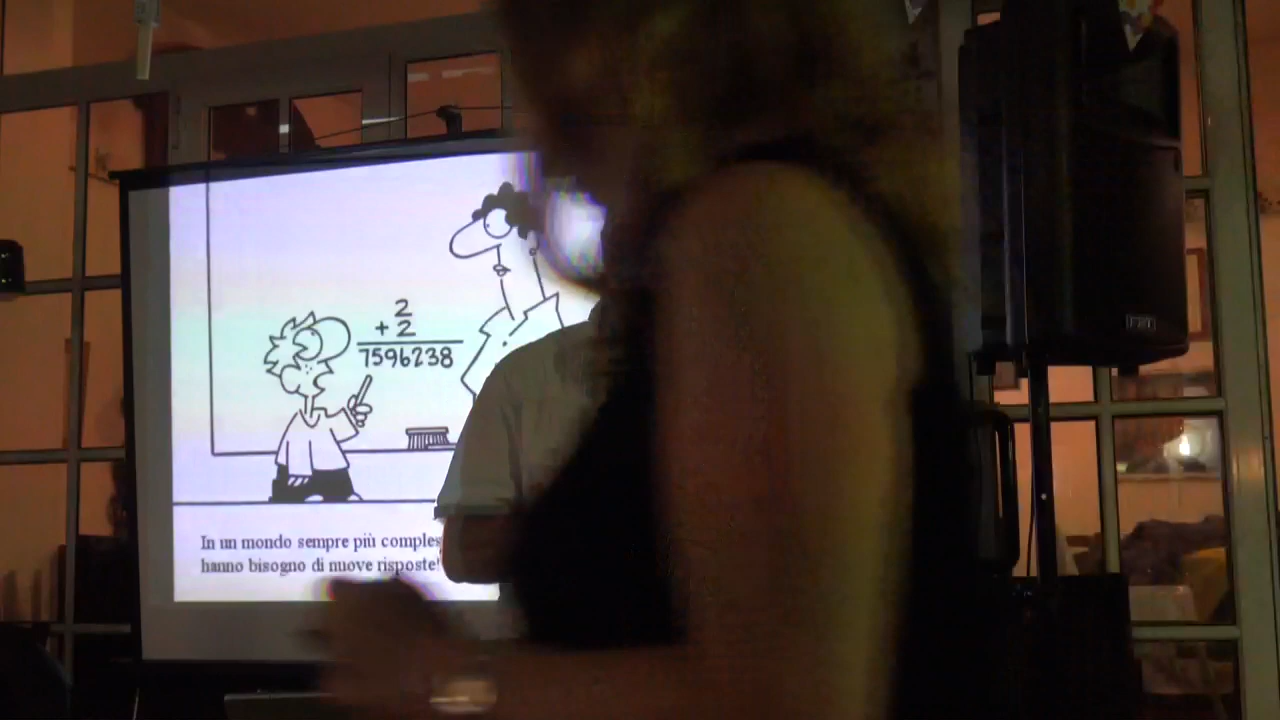 2
+ 2
7596238
In un mondo sempre più comples
hanno bisogno di nuove risposte!